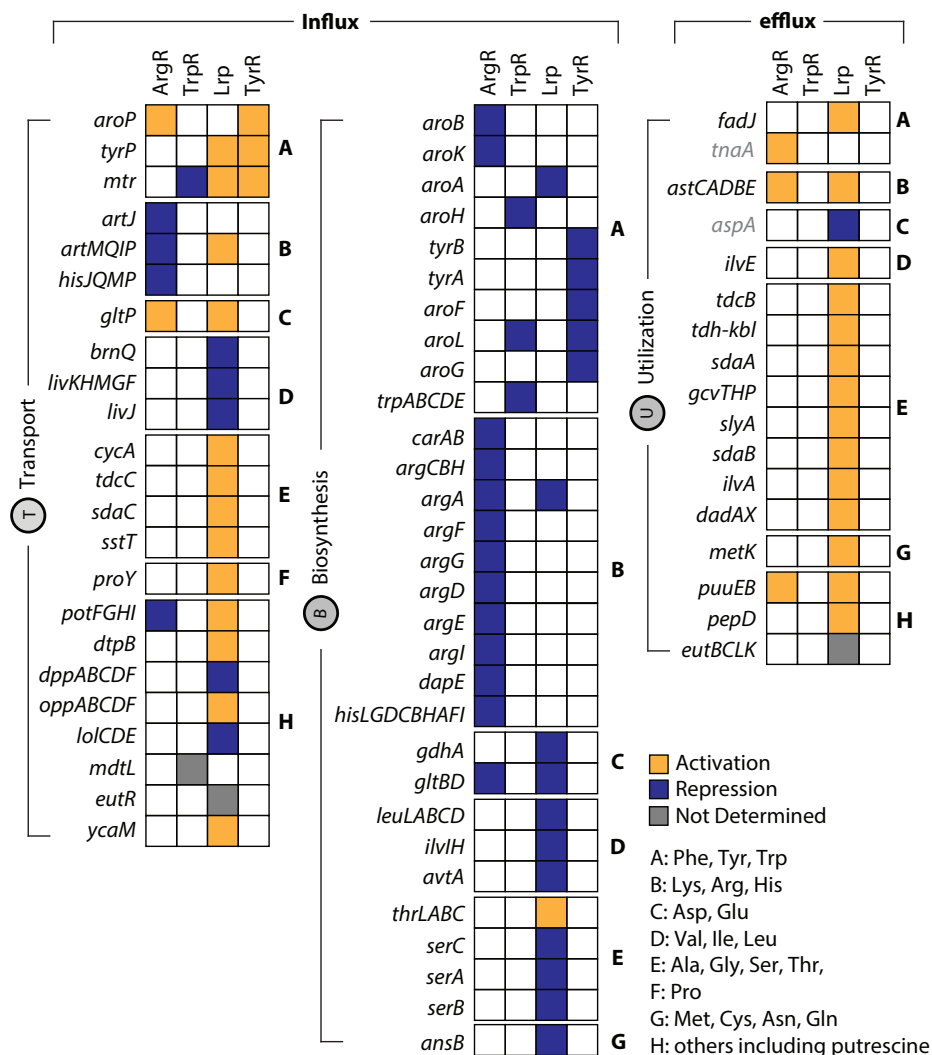 Influx
efflux
ArgR
TrpR
Lrp
TyrR
T
Transport
aroP
tyrP
mtr
A
artJ
artMQIP
hisJQMP
B
gltP
C
brnQ
livKHMGF
livJ
D
cycA
tdcC
sdaC
sstT
E
proY
F
potFGHI
dtpB
dppABCDF
oppABCDF
lolCDE
mdtL
eutR
ycaM
H
ArgR
TrpR
Lrp
TyrR
B
Biosynthesis
aroB
aroK
aroA
aroH
tyrB
tyrA
aroF
aroL
aroG
trpABCDE
A
carAB
argCBH
argA
argF
argG
argD
argE
argI
dapE
hisLGDCBHAFI
B
gdhA
gltBD
C
leuLABCD
ilvIH
avtA
D
thrLABC
serC
serA
serB
E
ansB
G
ArgR
TrpR
Lrp
TyrR
U
Utilization
fadJ
tnaA
A
astCADBE
B
aspA
C
ilvE
D
tdcB
tdh-kbl
sdaA
gcvTHP
slyA
sdaB
ilvA
dadAX
E
metK
G
puuEB
pepD
eutBCLK
H
Activation
Repression
Not Determined
A: Phe, Tyr, Trp
B: Lys, Arg, His
C: Asp, Glu
D: Val, Ile, Leu
E: Ala, Gly, Ser, Thr,
F: Pro
G: Met, Cys, Asn, Gln
H: others including putrescine